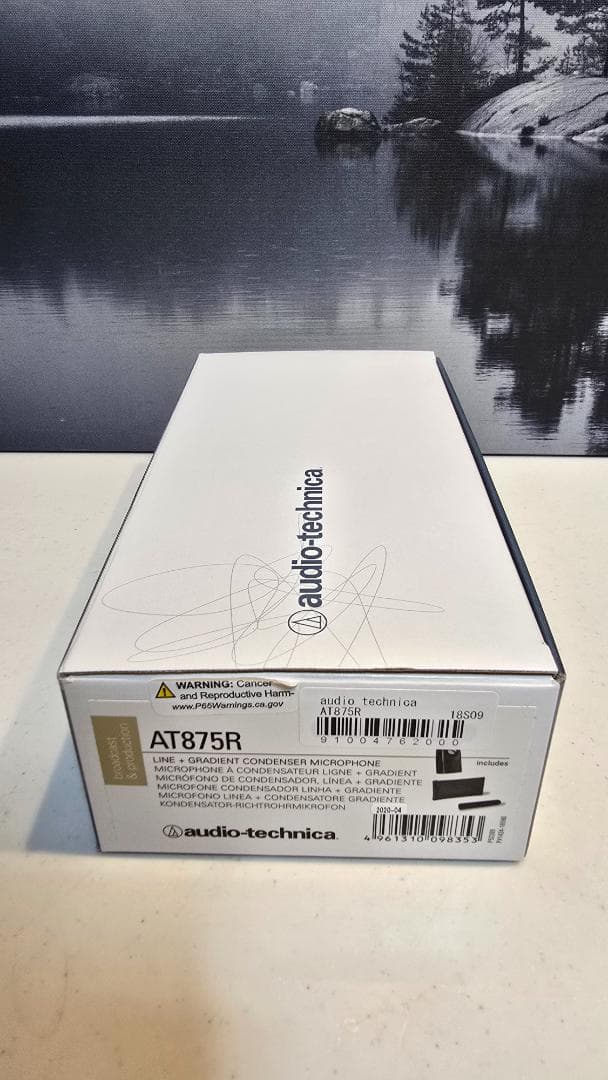 audio-technica
WARNING: Cancer
and Reproductive Harm-
www.P65Warnings.ca.gov
audio technica
AT875R
18S09
91004762000
broadcast
& production
AT875R
LINE + GRADIENT CONDENSER MICROPHONE
MICROPHONE À CONDENSATEUR LIGNE + GRADIENT
MICRÓFONO DE CONDENSADOR, LÍNEA + GRADIENTE
MICROFONE CONDENSADOR LINHA + GRADIENTE
MICROFONO LINEA + CONDENSATORE GRADIENTE
KONDENSATOR-RICHTROHRMIKROFON
includes
2020-04
audio-technica
4 961310 098353